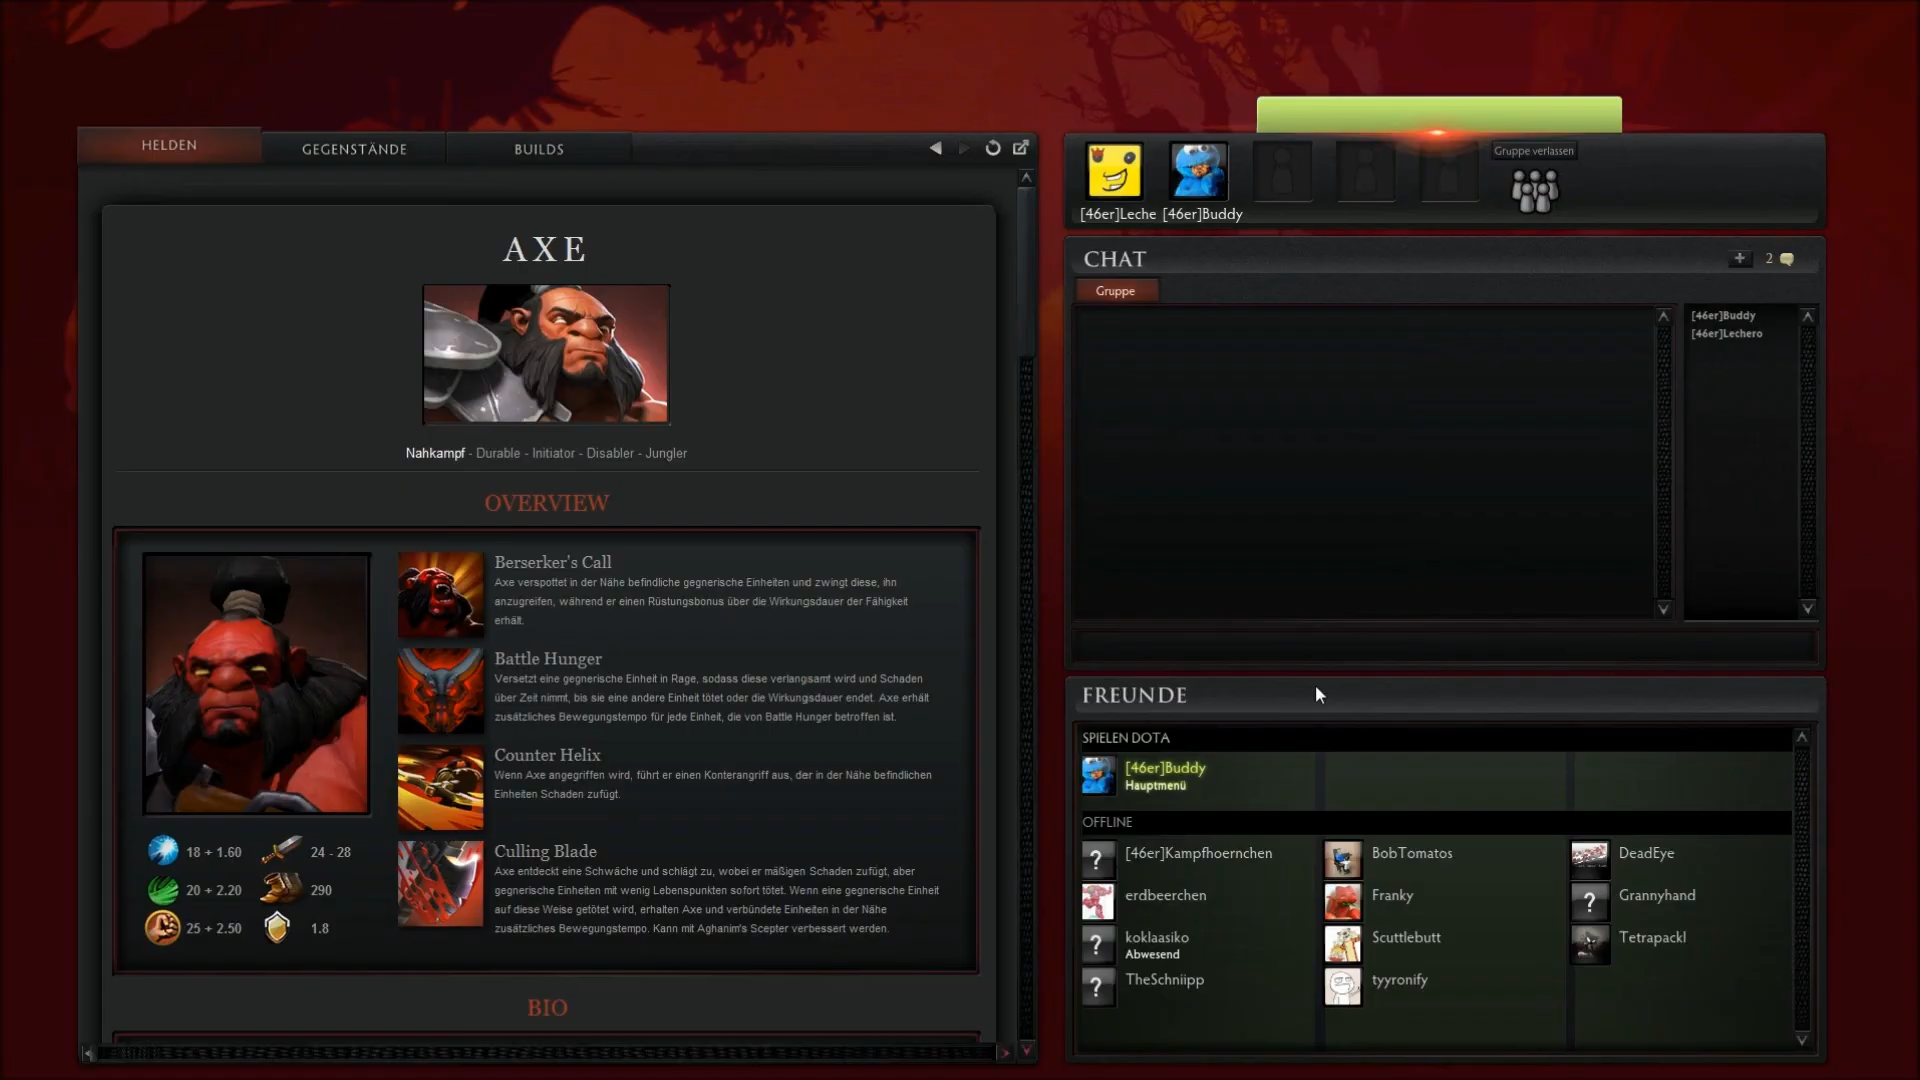 HELDEN
GEGENSTÄNDE
BUILDS
AXE
Nahkampf - Durable - Initiator - Disabler - Jungler
OVERVIEW
Berserker's Call
Axe verspottet in der Nähe befindliche gegnerische Einheiten und zwingt diese, ihn
anzugreifen, während er einen Rüstungsbonus über die Wirkungsdauer der Fähigkeit
erhält.
Battle Hunger
Versetzt eine gegnerische Einheit in Rage, sodass diese verlangsamt wird und Schaden
über Zeit nimmt, bis sie eine andere Einheit tötet oder die Wirkungsdauer endet. Axe erhält
zusätzliches Bewegungstempo für jede Einheit, die von Battle Hunger betroffen ist.
Counter Helix
Wenn Axe angegriffen wird, führt er einen Konterangriff aus, der in der Nähe befindlichen
Einheiten Schaden zufügt.
Culling Blade
Axe entdeckt eine Schwäche und schlägt zu, wobei er mäßigen Schaden zufügt, aber
gegnerische Einheiten mit wenig Lebenspunkten sofort tötet. Wenn eine gegnerische Einheit
auf diese Weise getötet wird, erhalten Axe und verbündete Einheiten in der Nähe
zusätzliches Bewegungstempo. Kann mit Aghanim's Scepter verbessert werden.
18 + 1.60
24 - 28
20 + 2.20
290
25 + 2.50
1.8
BIO
Gruppe verlassen
[46er]Leche
[46er]Buddy
CHAT
2
Gruppe
[46er]Buddy
[46er]Lechero
FREUNDE
SPIELEN DOTA
[46er]Buddy
Hauptmenü
OFFLINE
[46er]Kampfhoernchen
BobTomatos
DeadEye
erdbeerchen
Franky
Grannyhand
koklaasiko
Abwesend
Scuttlebutt
Tetrapackl
TheSchniipp
tyyronify